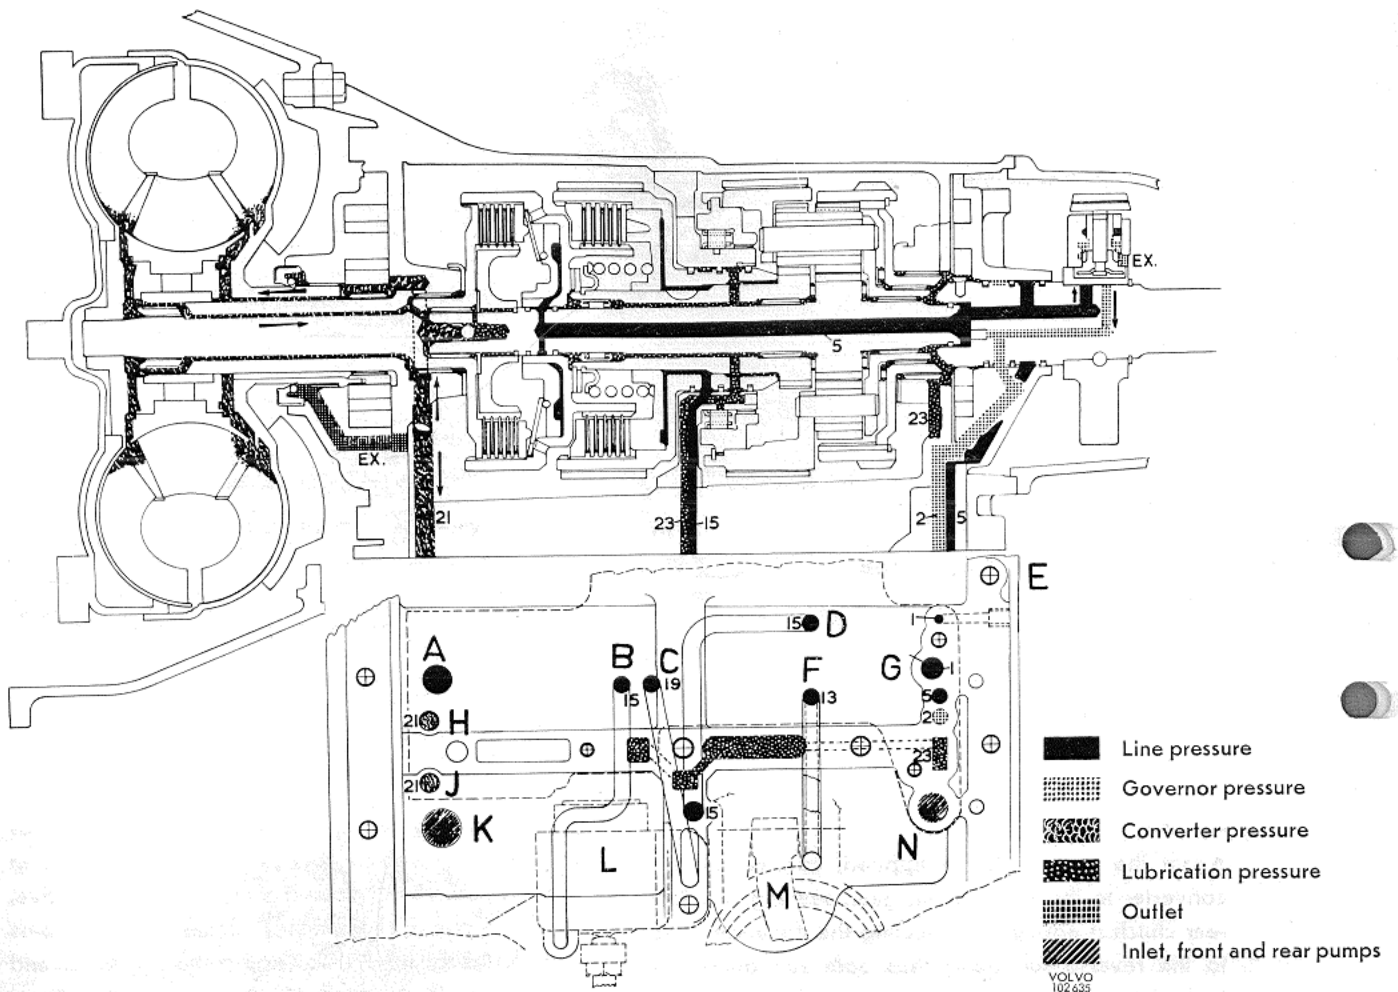 EX.
5
23
EX.
21
23
15
2
5
E
15
D
1
A
B
C
G
1
15
19
F
13
5
21
H
2
23
21
J
15
K
N
L
M
Line pressure
Governor pressure
Converter pressure
Lubrication pressure
Outlet
Inlet, front and rear pumps
VOLVO
102635